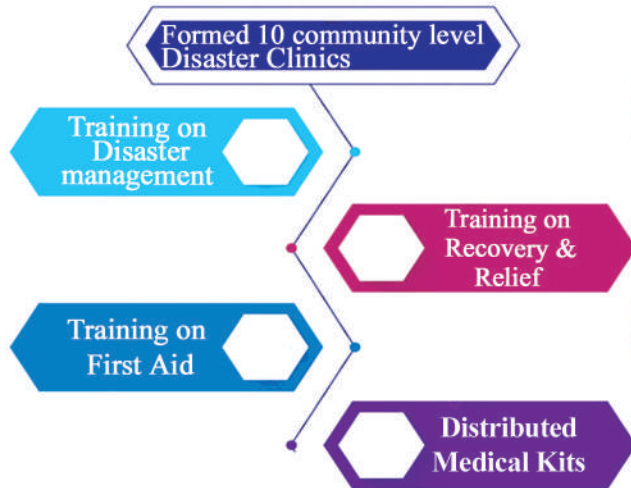 Formed 10 community level
Disaster Clinics
Training on
Disaster
management
Training on
Recovery &
Relief
Training on
First Aid
Distributed
Medical Kits